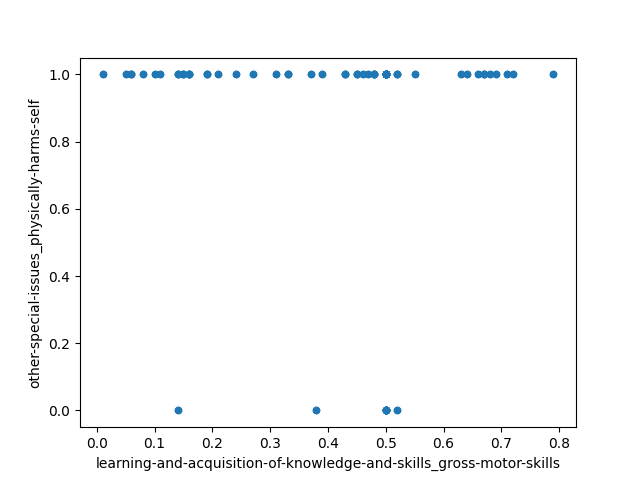 1.0
0.8
0.6
0.4
0.2
0.0
other-special-issues_physically-harms-self
0.0 0.1 0.2 0.3 0.4 0.5 0.6 0.7 0.8
learning-and-acquisition-of-knowledge-and-skills_gross-motor-skills